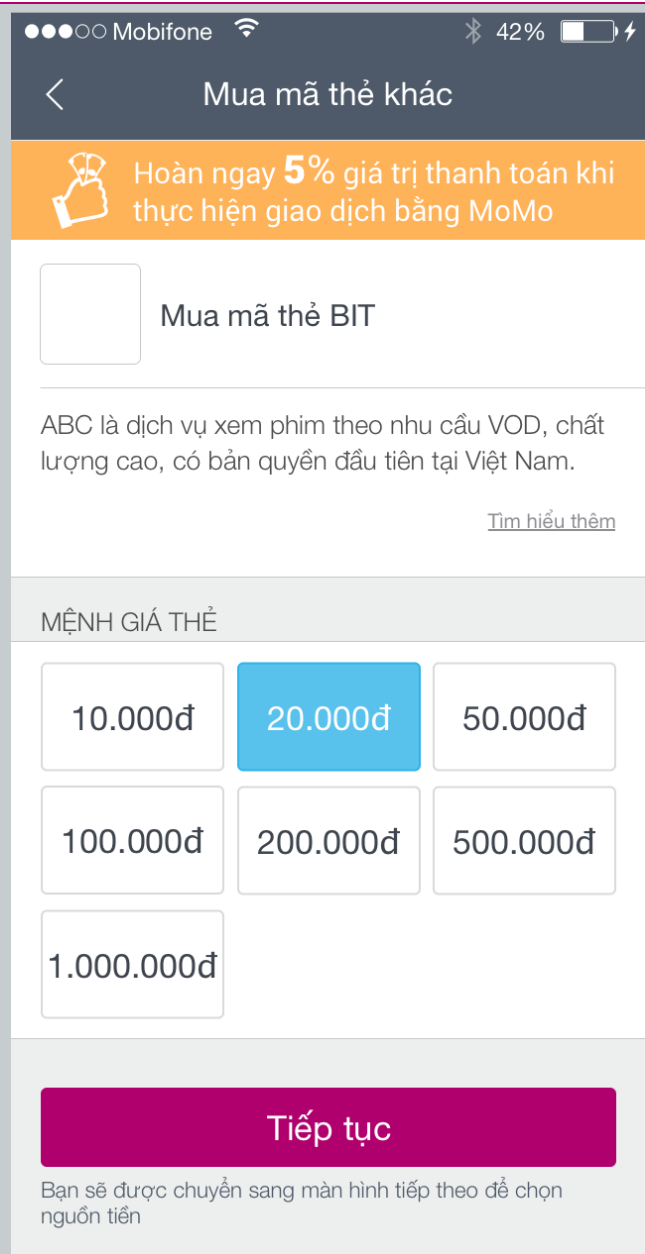 Mobifone 42%
Mua mã thẻ khác
Hoàn ngay 5% giá trị thanh toán khi
thực hiện giao dịch bằng MoMo
Mua mã thẻ BIT
ABC là dịch vụ xem phim theo nhu cầu VOD, chất
lượng cao, có bản quyền đầu tiên tại Việt Nam.
Tìm hiểu thêm
MỆNH GIÁ THẺ
10.000đ 20.000đ 50.000đ
100.000đ 200.000đ 500.000đ
1.000.000đ
Tiếp tục
Bạn sẽ được chuyển sang màn hình tiếp theo để chọn
nguồn tiền